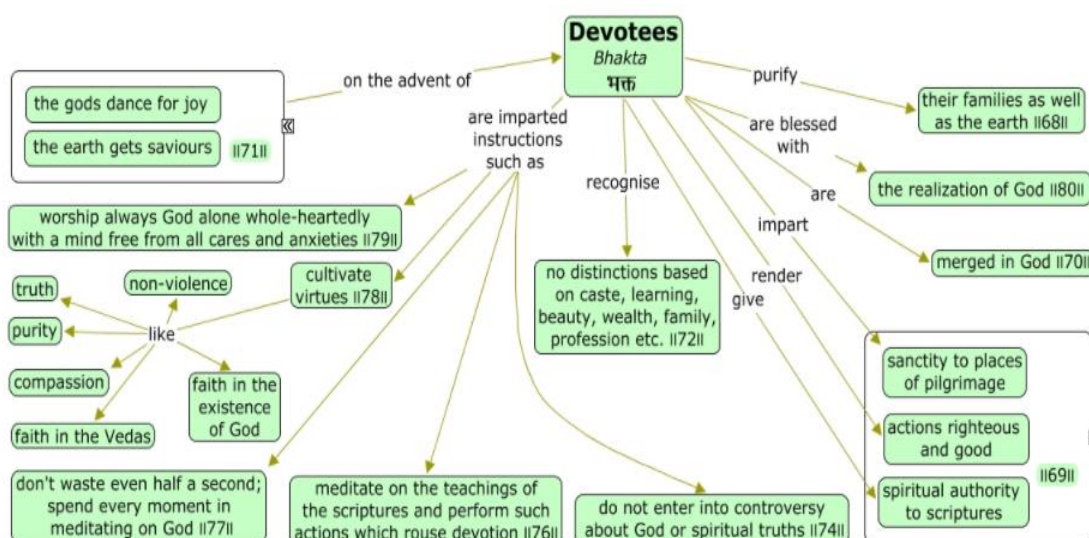 Devotees
Bhakta
भक्त
on the advent of
the gods dance for joy
the earth gets saviours
॥71॥
purify
their families as well
as the earth ॥68॥
are blessed
with
the realization of God ॥80॥
are
merged in God ॥70॥
impart
sanctity to places
of pilgrimage
render
actions righteous
and good
give
spiritual authority
to scriptures
॥69॥
recognise
no distinctions based
on caste, learning,
beauty, wealth, family,
profession etc. ॥72॥
are imparted
instructions
such as
worship always God alone whole-heartedly
with a mind free from all cares and anxieties ॥79॥
cultivate
virtues ॥78॥
like
truth
non-violence
purity
compassion
faith in the Vedas
faith in the
existence
of God
don't waste even half a second;
spend every moment in
meditating on God ॥77॥
meditate on the teachings of
the scriptures and perform such
actions which rouse devotion ॥76॥
do not enter into controversy
about God or spiritual truths ॥74॥